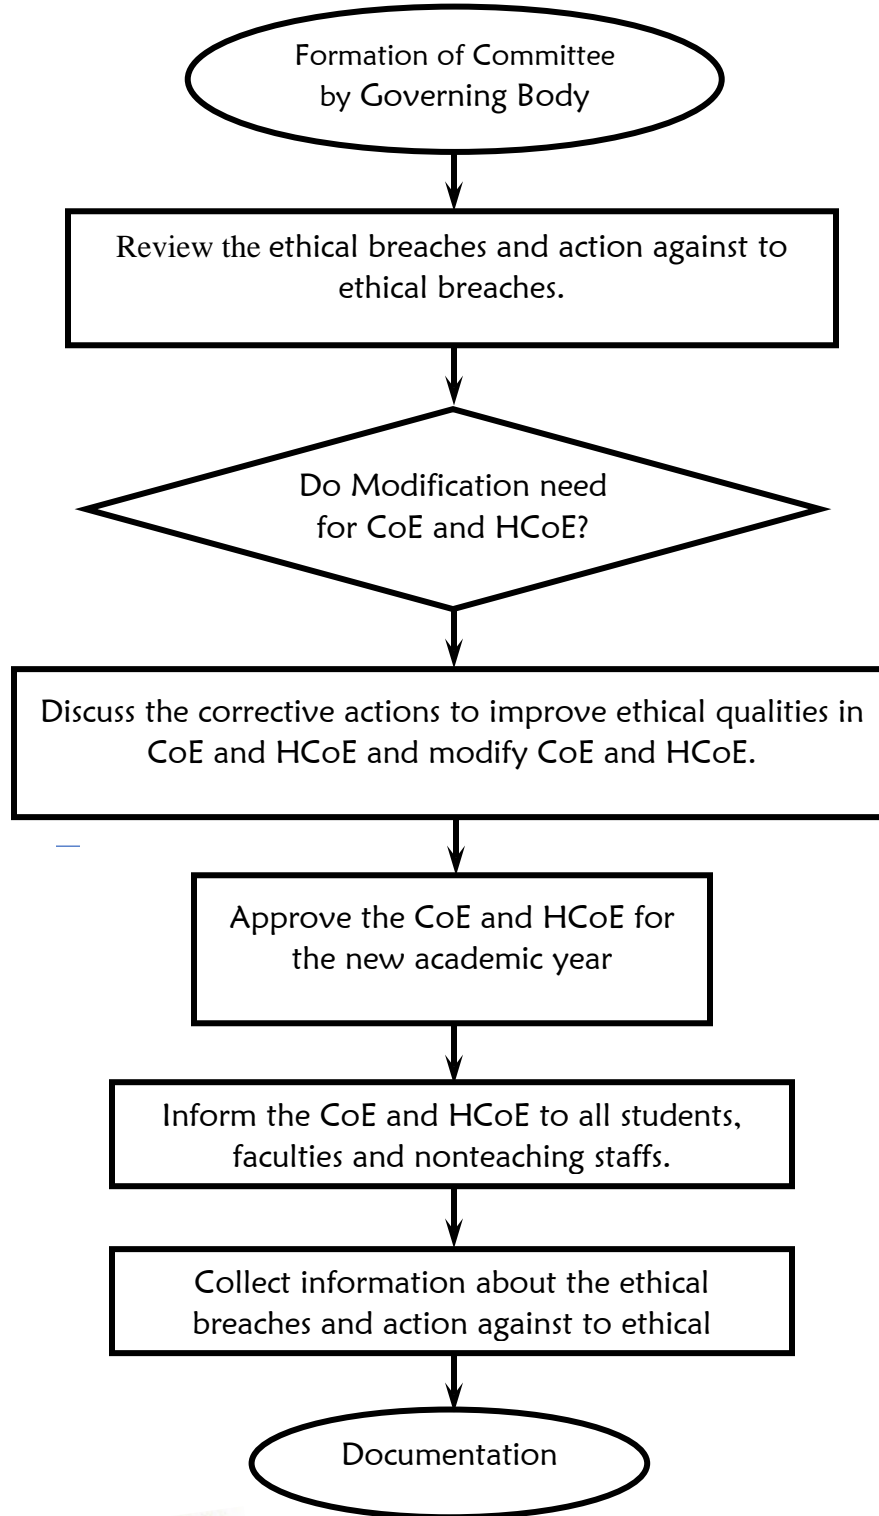 Formation of Committee
by Governing Body
Review the ethical breaches and action against to
ethical breaches.
Do Modification need
for CoE and HCoE?
Discuss the corrective actions to improve ethical qualities in
CoE and HCoE and modify CoE and HCoE.
Approve the CoE and HCoE for
the new academic year
Inform the CoE and HCoE to all students,
faculties and nonteaching staffs.
Collect information about the ethical
breaches and action against to ethical
Documentation